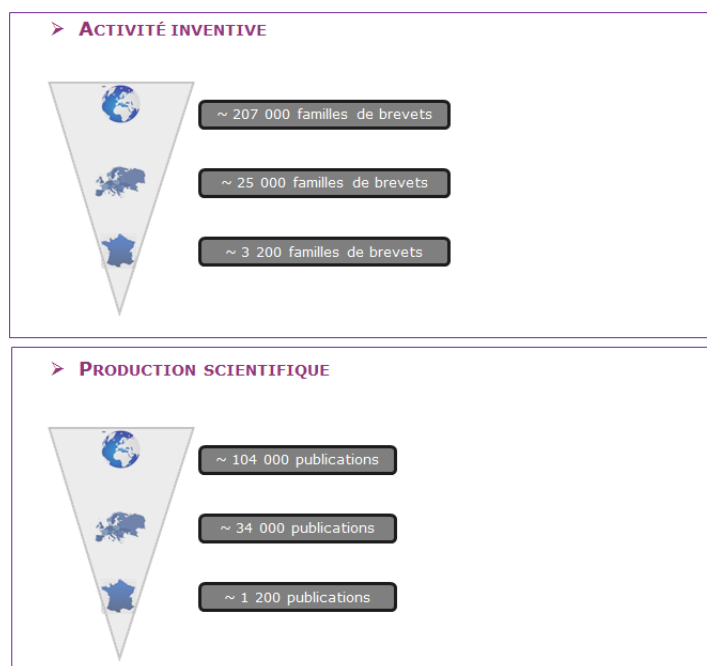 ➢ ACTIVITÉ INVENTIVE
~ 207 000 familles de brevets
~ 25 000 familles de brevets
~ 3 200 familles de brevets
➢ PRODUCTION SCIENTIFIQUE
~ 104 000 publications
~ 34 000 publications
~ 1 200 publications